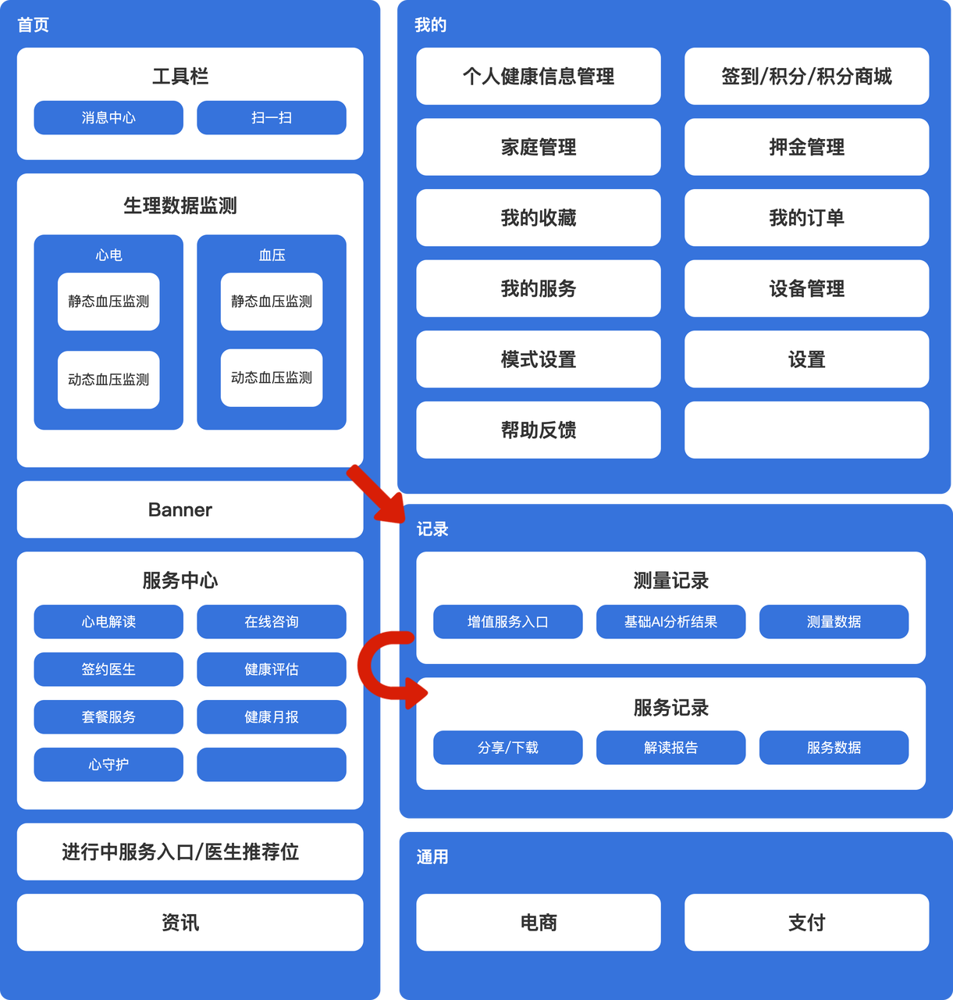 首页
工具栏
消息中心
扫一扫
生理数据监测
心电
静态血压监测
动态血压监测
血压
静态血压监测
动态血压监测
Banner
服务中心
心电解读
在线咨询
签约医生
健康评估
套餐服务
健康月报
心守护
进行中服务入口/医生推荐位
资讯
我的
个人健康信息管理
签到/积分/积分商城
家庭管理
押金管理
我的收藏
我的订单
我的服务
设备管理
模式设置
设置
帮助反馈
记录
测量记录
增值服务入口
基础AI分析结果
测量数据
服务记录
分享/下载
解读报告
服务数据
通用
电商
支付